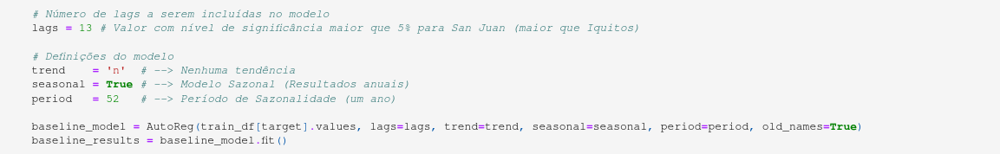 # Número de lags a serem incluídas no modelo
lags = 13 # Valor com nível de significância maior que 5% para San Juan (maior que Iquitos)
# Definições do modelo
trend    = 'n'  # --> Nenhuma tendência
seasonal = True # --> Modelo Sazonal (Resultados anuais)
period   = 52   # --> Período de Sazonalidade (um ano)
baseline_model = AutoReg(train_df[target].values, lags=lags, trend=trend, seasonal=seasonal, period=period, old_names=True)
baseline_results = baseline_model.fit()